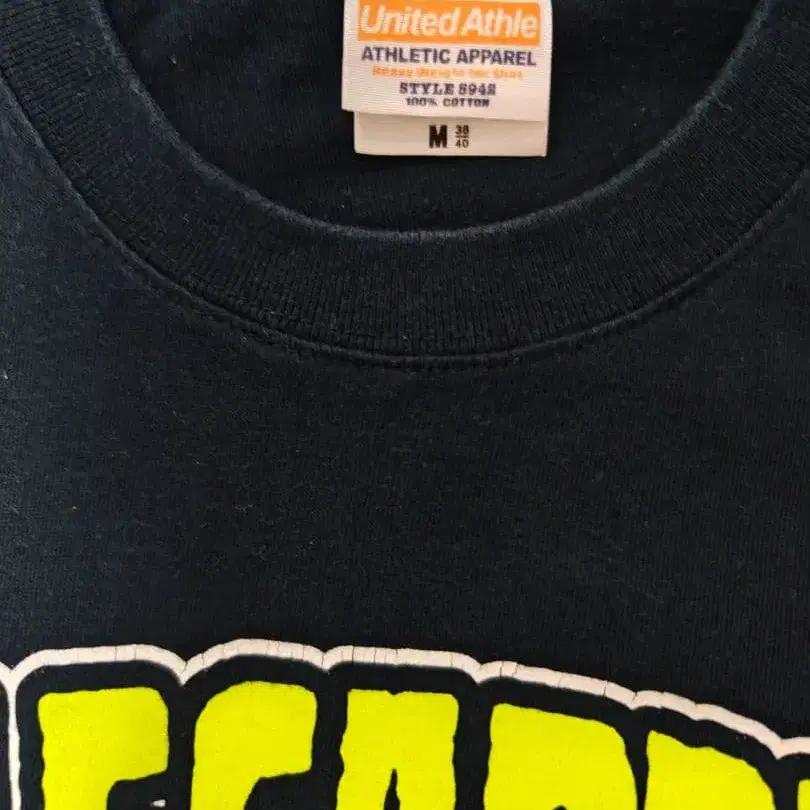 United Athle
ATHLETIC APPAREL
Heavy Weight Tee Shirt
STYLE 5942
100% COTTON
M 38
40